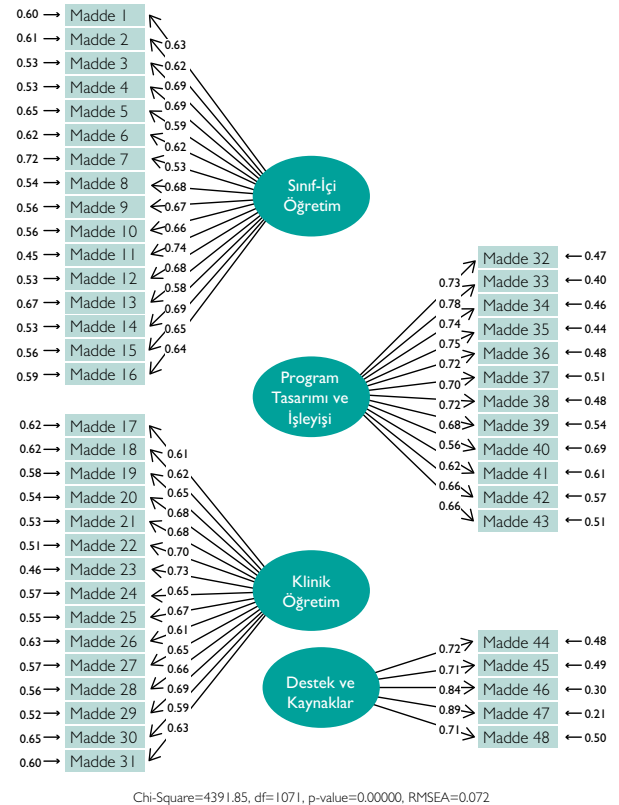 0.60 → Madde 1
0.61 → Madde 2
0.53 → Madde 3
0.53 → Madde 4
0.65 → Madde 5
0.62 → Madde 6
0.72 → Madde 7
0.54 → Madde 8
0.56 → Madde 9
0.56 → Madde 10
0.45 → Madde 11
0.53 → Madde 12
0.67 → Madde 13
0.53 → Madde 14
0.56 → Madde 15
0.59 → Madde 16
0.63
0.62
0.69
0.69
0.59
0.62
0.53
0.68
0.67
0.66
0.74
0.68
0.58
0.69
0.65
0.64
Sınıf-İçi
Öğretim
Program
Tasarımı ve
İşleyişi
0.73
0.78
0.74
0.75
0.72
0.70
0.72
0.68
0.56
0.62
0.66
0.66
Madde 32 ← 0.47
Madde 33 ← 0.40
Madde 34 ← 0.46
Madde 35 ← 0.44
Madde 36 ← 0.48
Madde 37 ← 0.51
Madde 38 ← 0.48
Madde 39 ← 0.54
Madde 40 ← 0.69
Madde 41 ← 0.61
Madde 42 ← 0.57
Madde 43 ← 0.51
0.62 → Madde 17
0.62 → Madde 18
0.58 → Madde 19
0.54 → Madde 20
0.53 → Madde 21
0.51 → Madde 22
0.46 → Madde 23
0.57 → Madde 24
0.55 → Madde 25
0.63 → Madde 26
0.57 → Madde 27
0.56 → Madde 28
0.52 → Madde 29
0.65 → Madde 30
0.60 → Madde 31
0.61
0.62
0.65
0.68
0.68
0.70
0.73
0.65
0.67
0.61
0.65
0.66
0.69
0.59
0.63
Klinik
Öğretim
Destek ve
Kaynaklar
0.72
0.71
0.84
0.89
0.71
Madde 44 ← 0.48
Madde 45 ← 0.49
Madde 46 ← 0.30
Madde 47 ← 0.21
Madde 48 ← 0.50
Chi-Square=4391.85, df=1071, p-value=0.00000, RMSEA=0.072